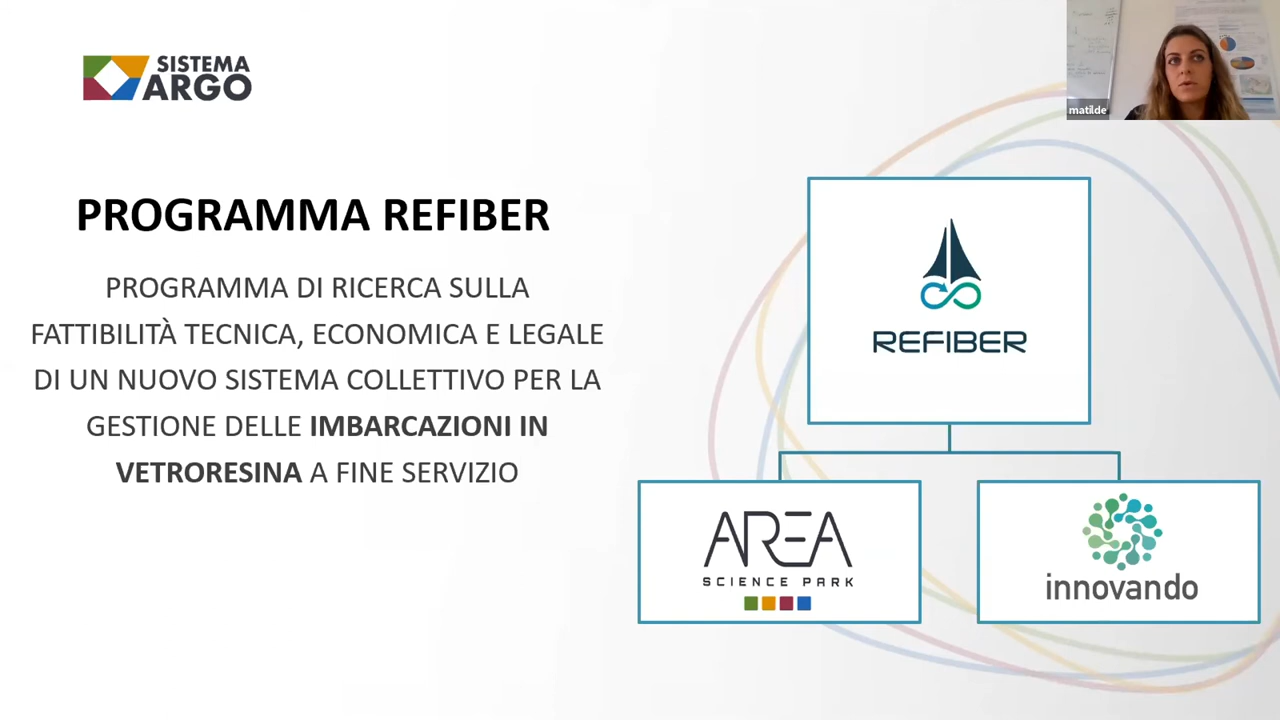 SISTEMA
ARGO
matilde
PROGRAMMA REFIBER
PROGRAMMA DI RICERCA SULLA
FATTIBILITÀ TECNICA, ECONOMICA E LEGALE
DI UN NUOVO SISTEMA COLLETTIVO PER LA
GESTIONE DELLE IMBARCAZIONI IN
VETRORESINA A FINE SERVIZIO
REFIBER
AREA
SCIENCE PARK
innovando